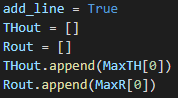 add_line = True
THout = []
Rout = []
THout.append(MaxTH[0])
Rout.append(MaxR[0])